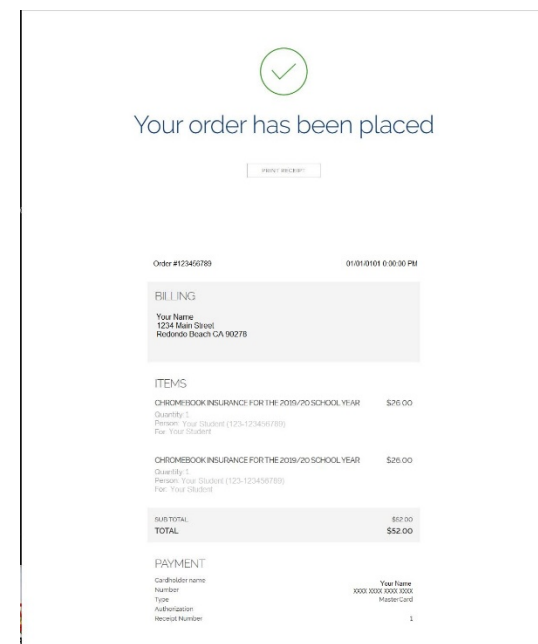 Your order has been placed
PRINT RECEIPT
Order #123456789 01/01/0101 0:00:00 PM
BILLING
Your Name
1234 Main Street
Redondo Beach CA 90278
ITEMS
CHROMEBOOK INSURANCE FOR THE 2019/20 SCHOOL YEAR $26.00
Quantity: 1
Person: Your Student (123-123456789)
For: Your Student
CHROMEBOOK INSURANCE FOR THE 2019/20 SCHOOL YEAR $26.00
Quantity: 1
Person: Your Student (123-123456789)
For: Your Student
SUBTOTAL $52.00
TOTAL $52.00
PAYMENT
Cardholder name Your Name
Number XXXX XXXX XXXX XXXX
Type MasterCard
Authorization
Receipt Number 1